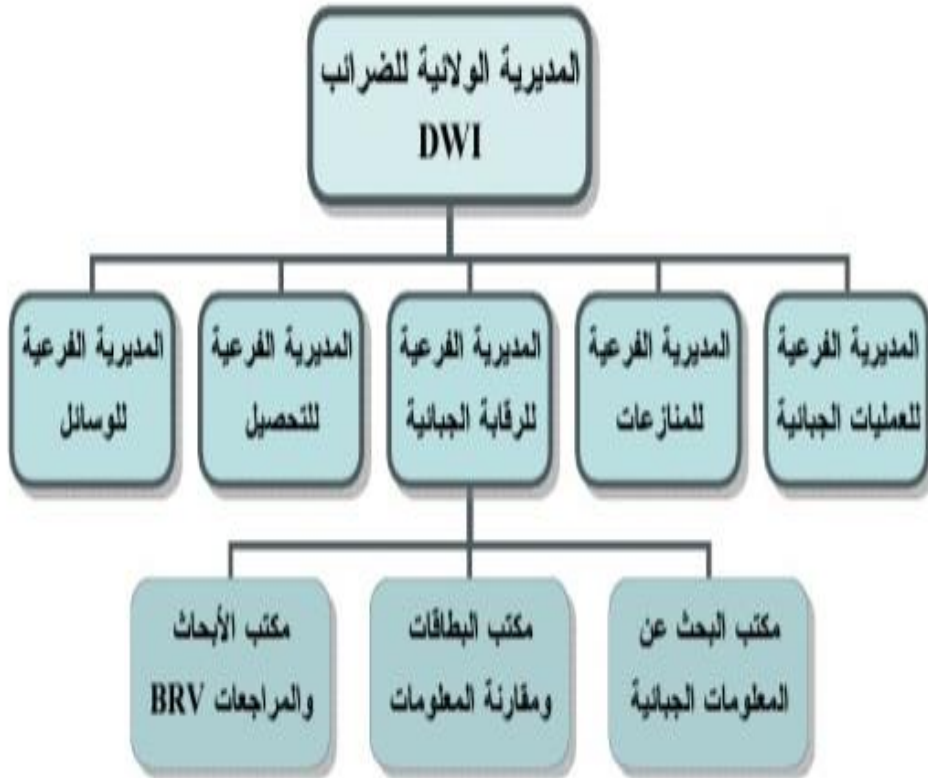 المديرية الولائية للضرائب
DWI
المديرية الفرعية
للعمليات الجبائية
المديرية الفرعية
للمنازعات
المديرية الفرعية
للرقابة الجبائية
المديرية الفرعية
للتحصيل
المديرية الفرعية
للوسائل
مكتب البحث عن
المعلومات الجبائية
مكتب البطاقات
ومقارنة المعلومات
مكتب الأبحاث
والمراجعات BRV